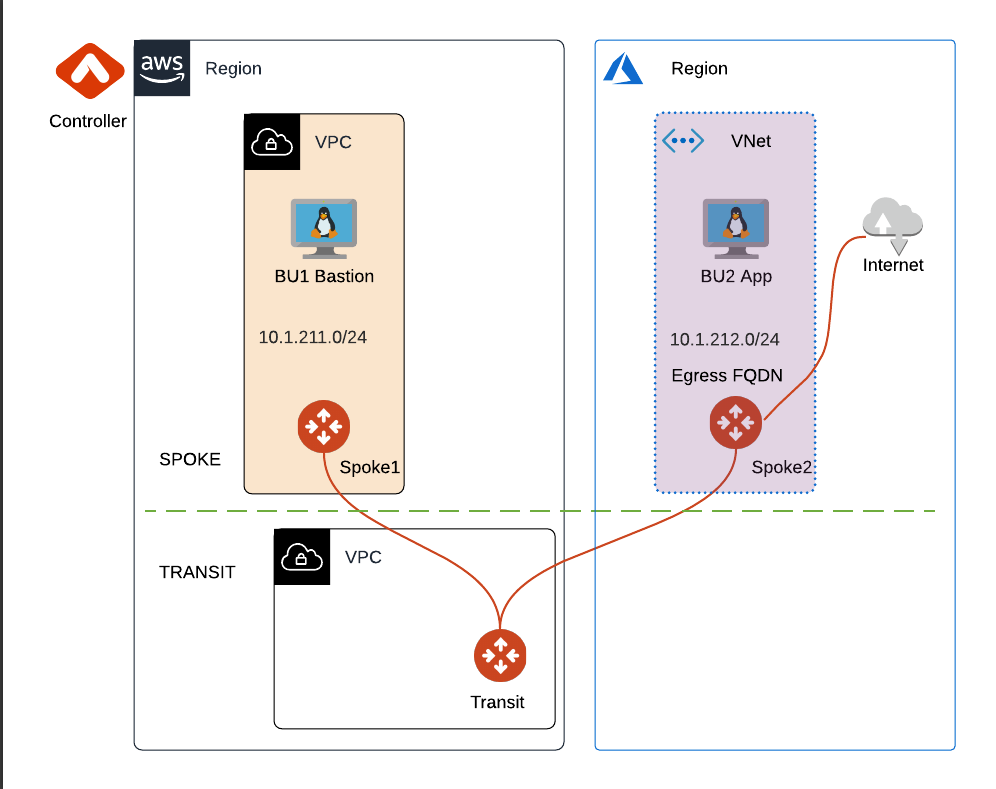 Controller
aws
Region
VPC
BU1 Bastion
10.1.211.0/24
Spoke1
SPOKE
Region
VNet
BU2 App
10.1.212.0/24
Egress FQDN
Spoke2
Internet
TRANSIT
VPC
Transit